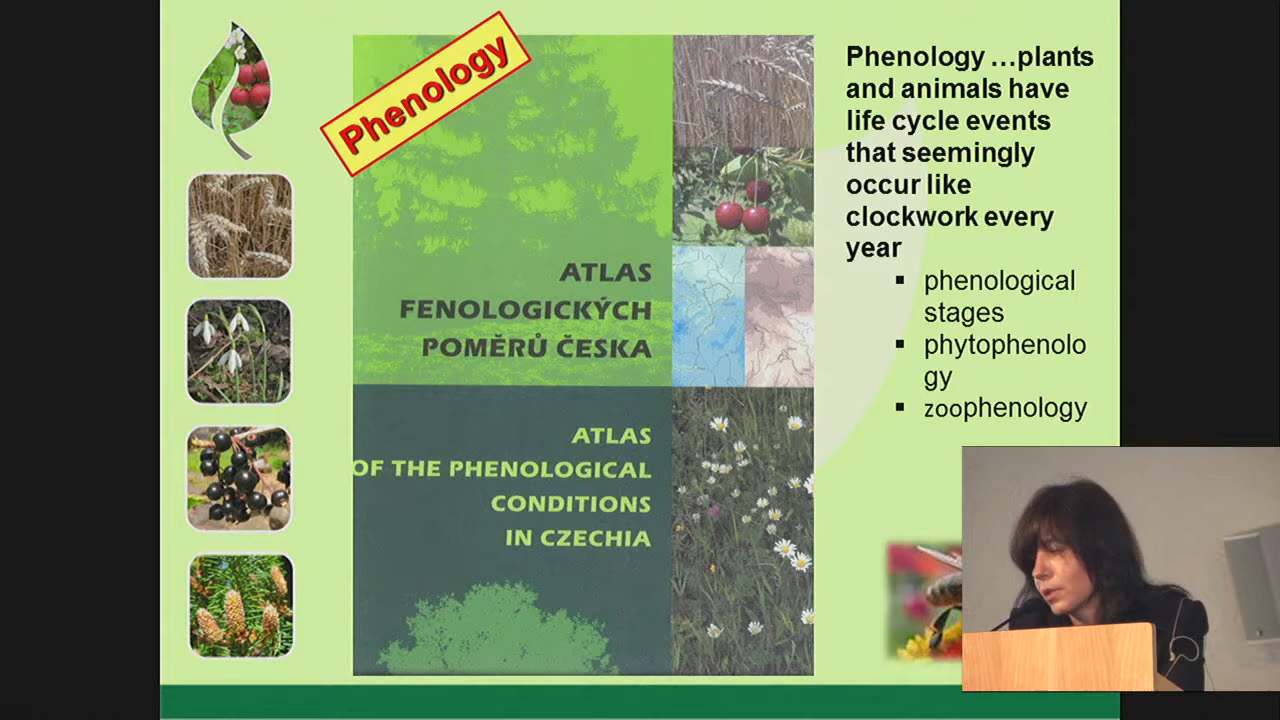 Phenology
ATLAS
FENOLOGICKÝCH
POMĚRŮ ČESKA
ATLAS
OF THE PHENOLOGICAL
CONDITIONS
IN CZECHIA
Phenology …plants
and animals have
life cycle events
that seemingly
occur like
clockwork every
year
▪ phenological
stages
▪ phytophenolo
gy
▪ zoophenology